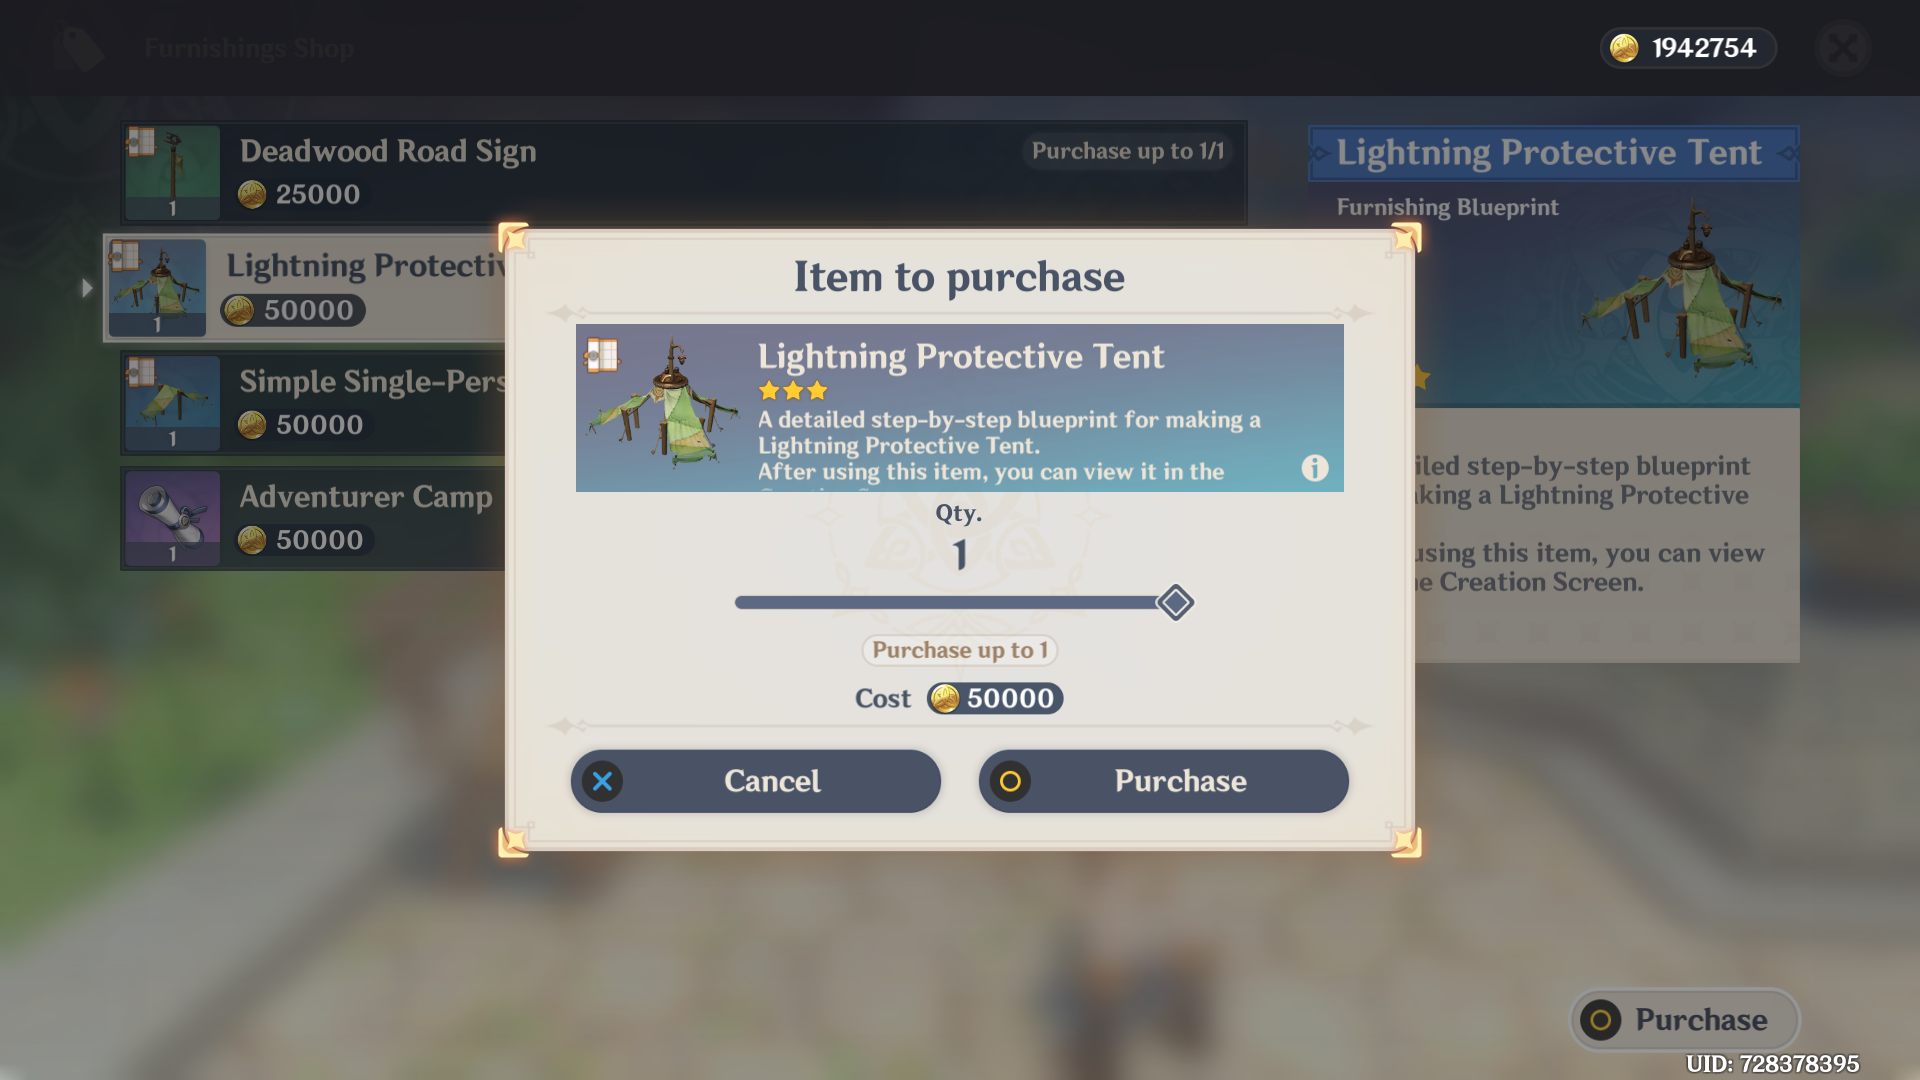 Furnishings Shop
1942754
Deadwood Road Sign
Purchase up to 1/1
25000
1
Lightning Protectiv
50000
1
Simple Single-Pers
50000
1
Adventurer Camp
50000
1
Lightning Protective Tent
Furnishing Blueprint
iled step-by-step blueprint
king a Lightning Protective
using this item, you can view
e Creation Screen.
Item to purchase
Lightning Protective Tent
A detailed step-by-step blueprint for making a
Lightning Protective Tent.
After using this item, you can view it in the
Qty.
1
Purchase up to 1
Cost 50000
Cancel
Purchase
Purchase
UID: 728378395